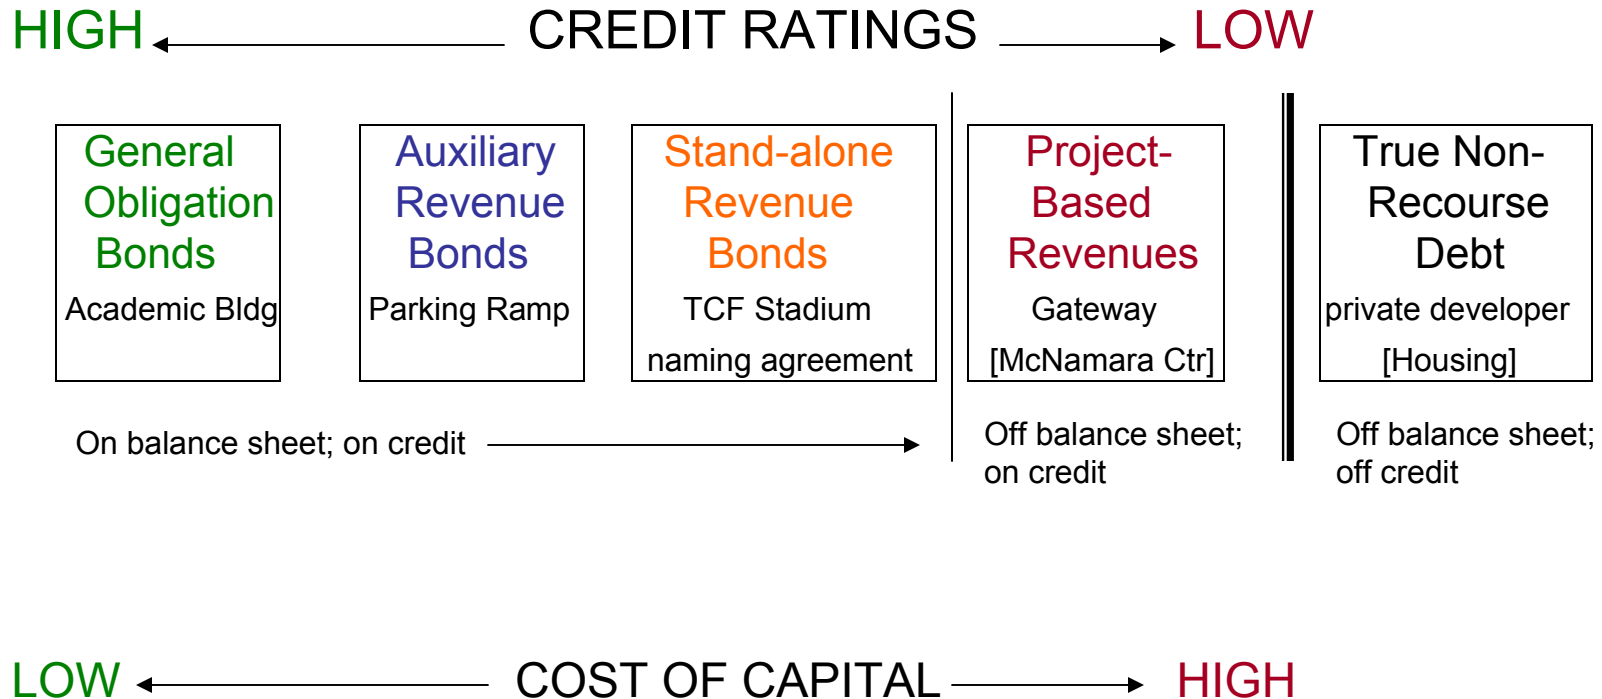 HIGH CREDIT RATINGS LOW
General
Obligation
Bonds
Academic Bldg
Auxiliary
Revenue
Bonds
Parking Ramp
Stand-alone
Revenue
Bonds
TCF Stadium
naming agreement
Project-
Based
Revenues
Gateway
[McNamara Ctr]
True Non-
Recourse
Debt
private developer
[Housing]
On balance sheet; on credit
Off balance sheet;
on credit
Off balance sheet;
off credit
LOW COST OF CAPITAL HIGH